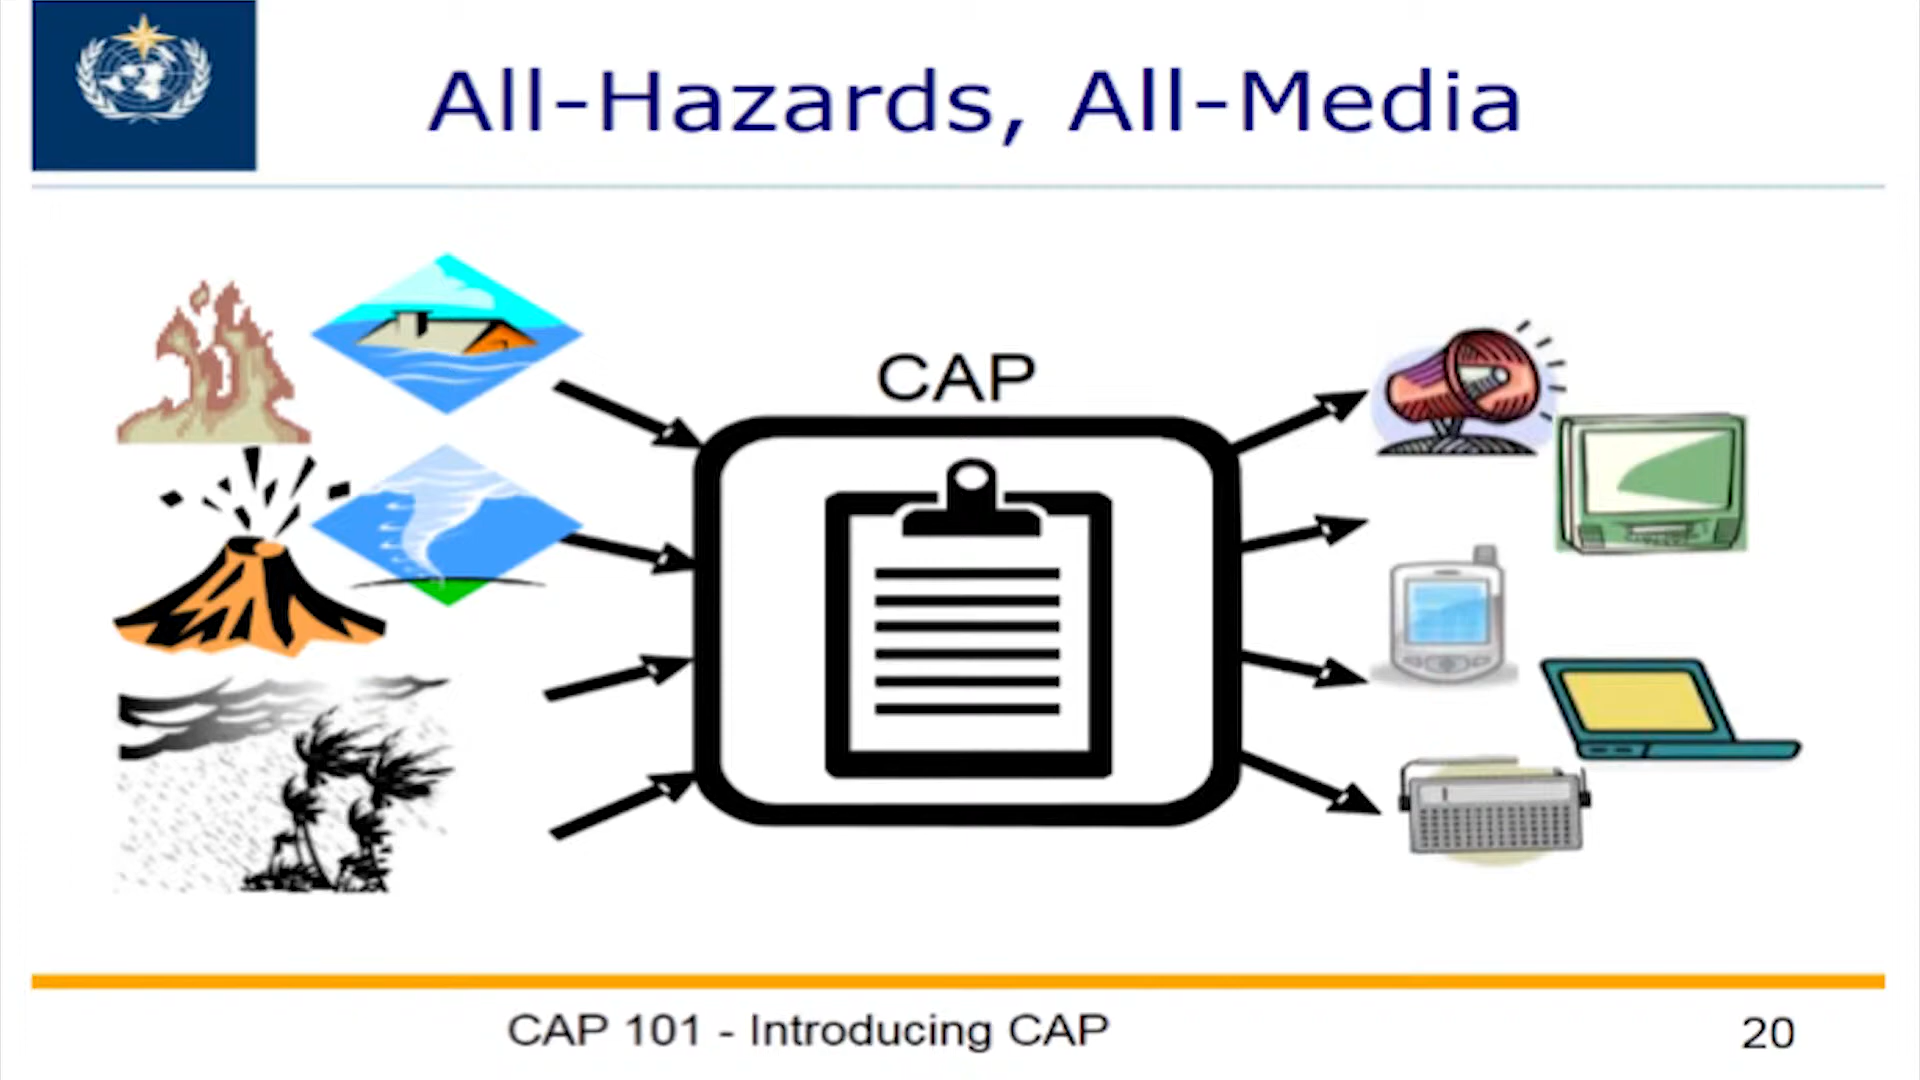 All-Hazards, All-Media
CAP
CAP 101 - Introducing CAP
20